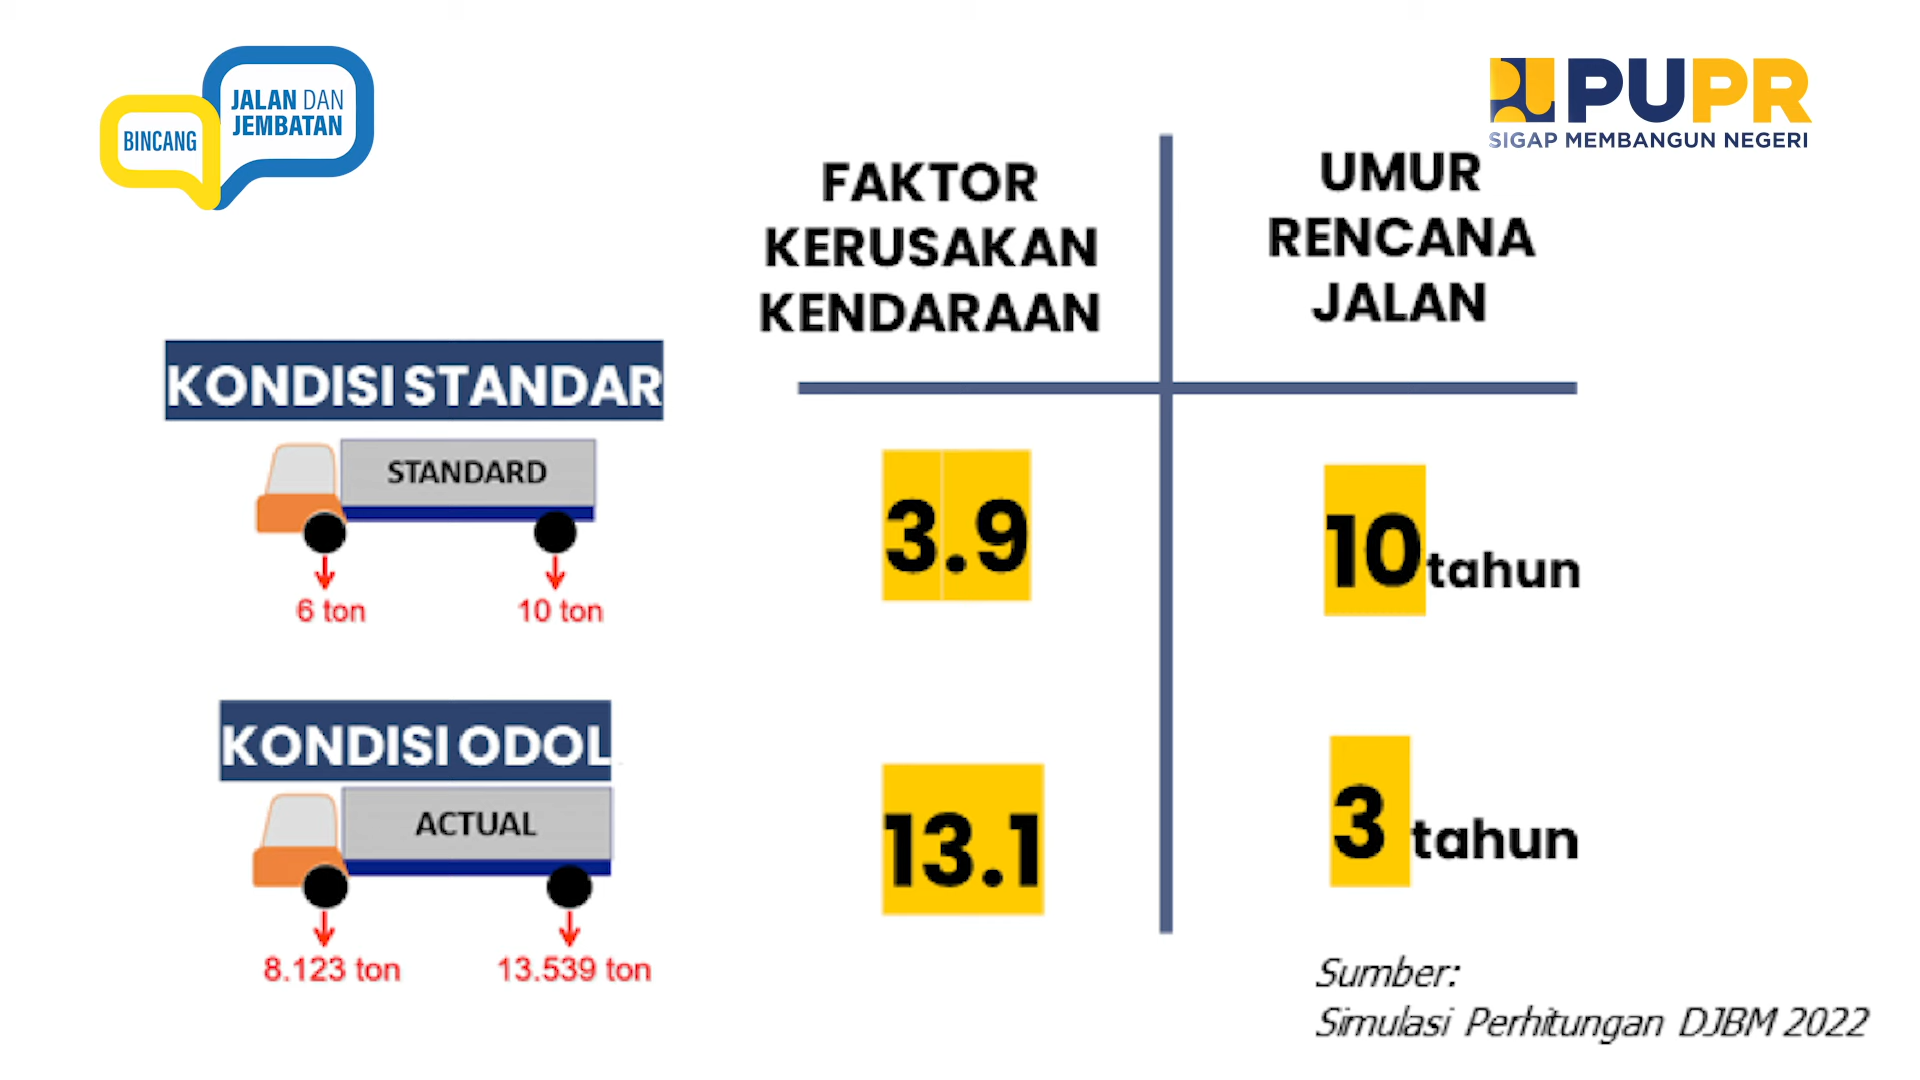 BINCANG
JALAN DAN
JEMBATAN
PUPR
SIGAP MEMBANGUN NEGERI
FAKTOR
KERUSAKAN
KENDARAAN
UMUR
RENCANA
JALAN
KONDISI STANDAR
STANDARD
6 ton
10 ton
3.9
10 tahun
KONDISI ODOL
ACTUAL
8.123 ton
13.539 ton
13.1
3 tahun
Sumber:
Simulasi Perhitungan DJBM 2022